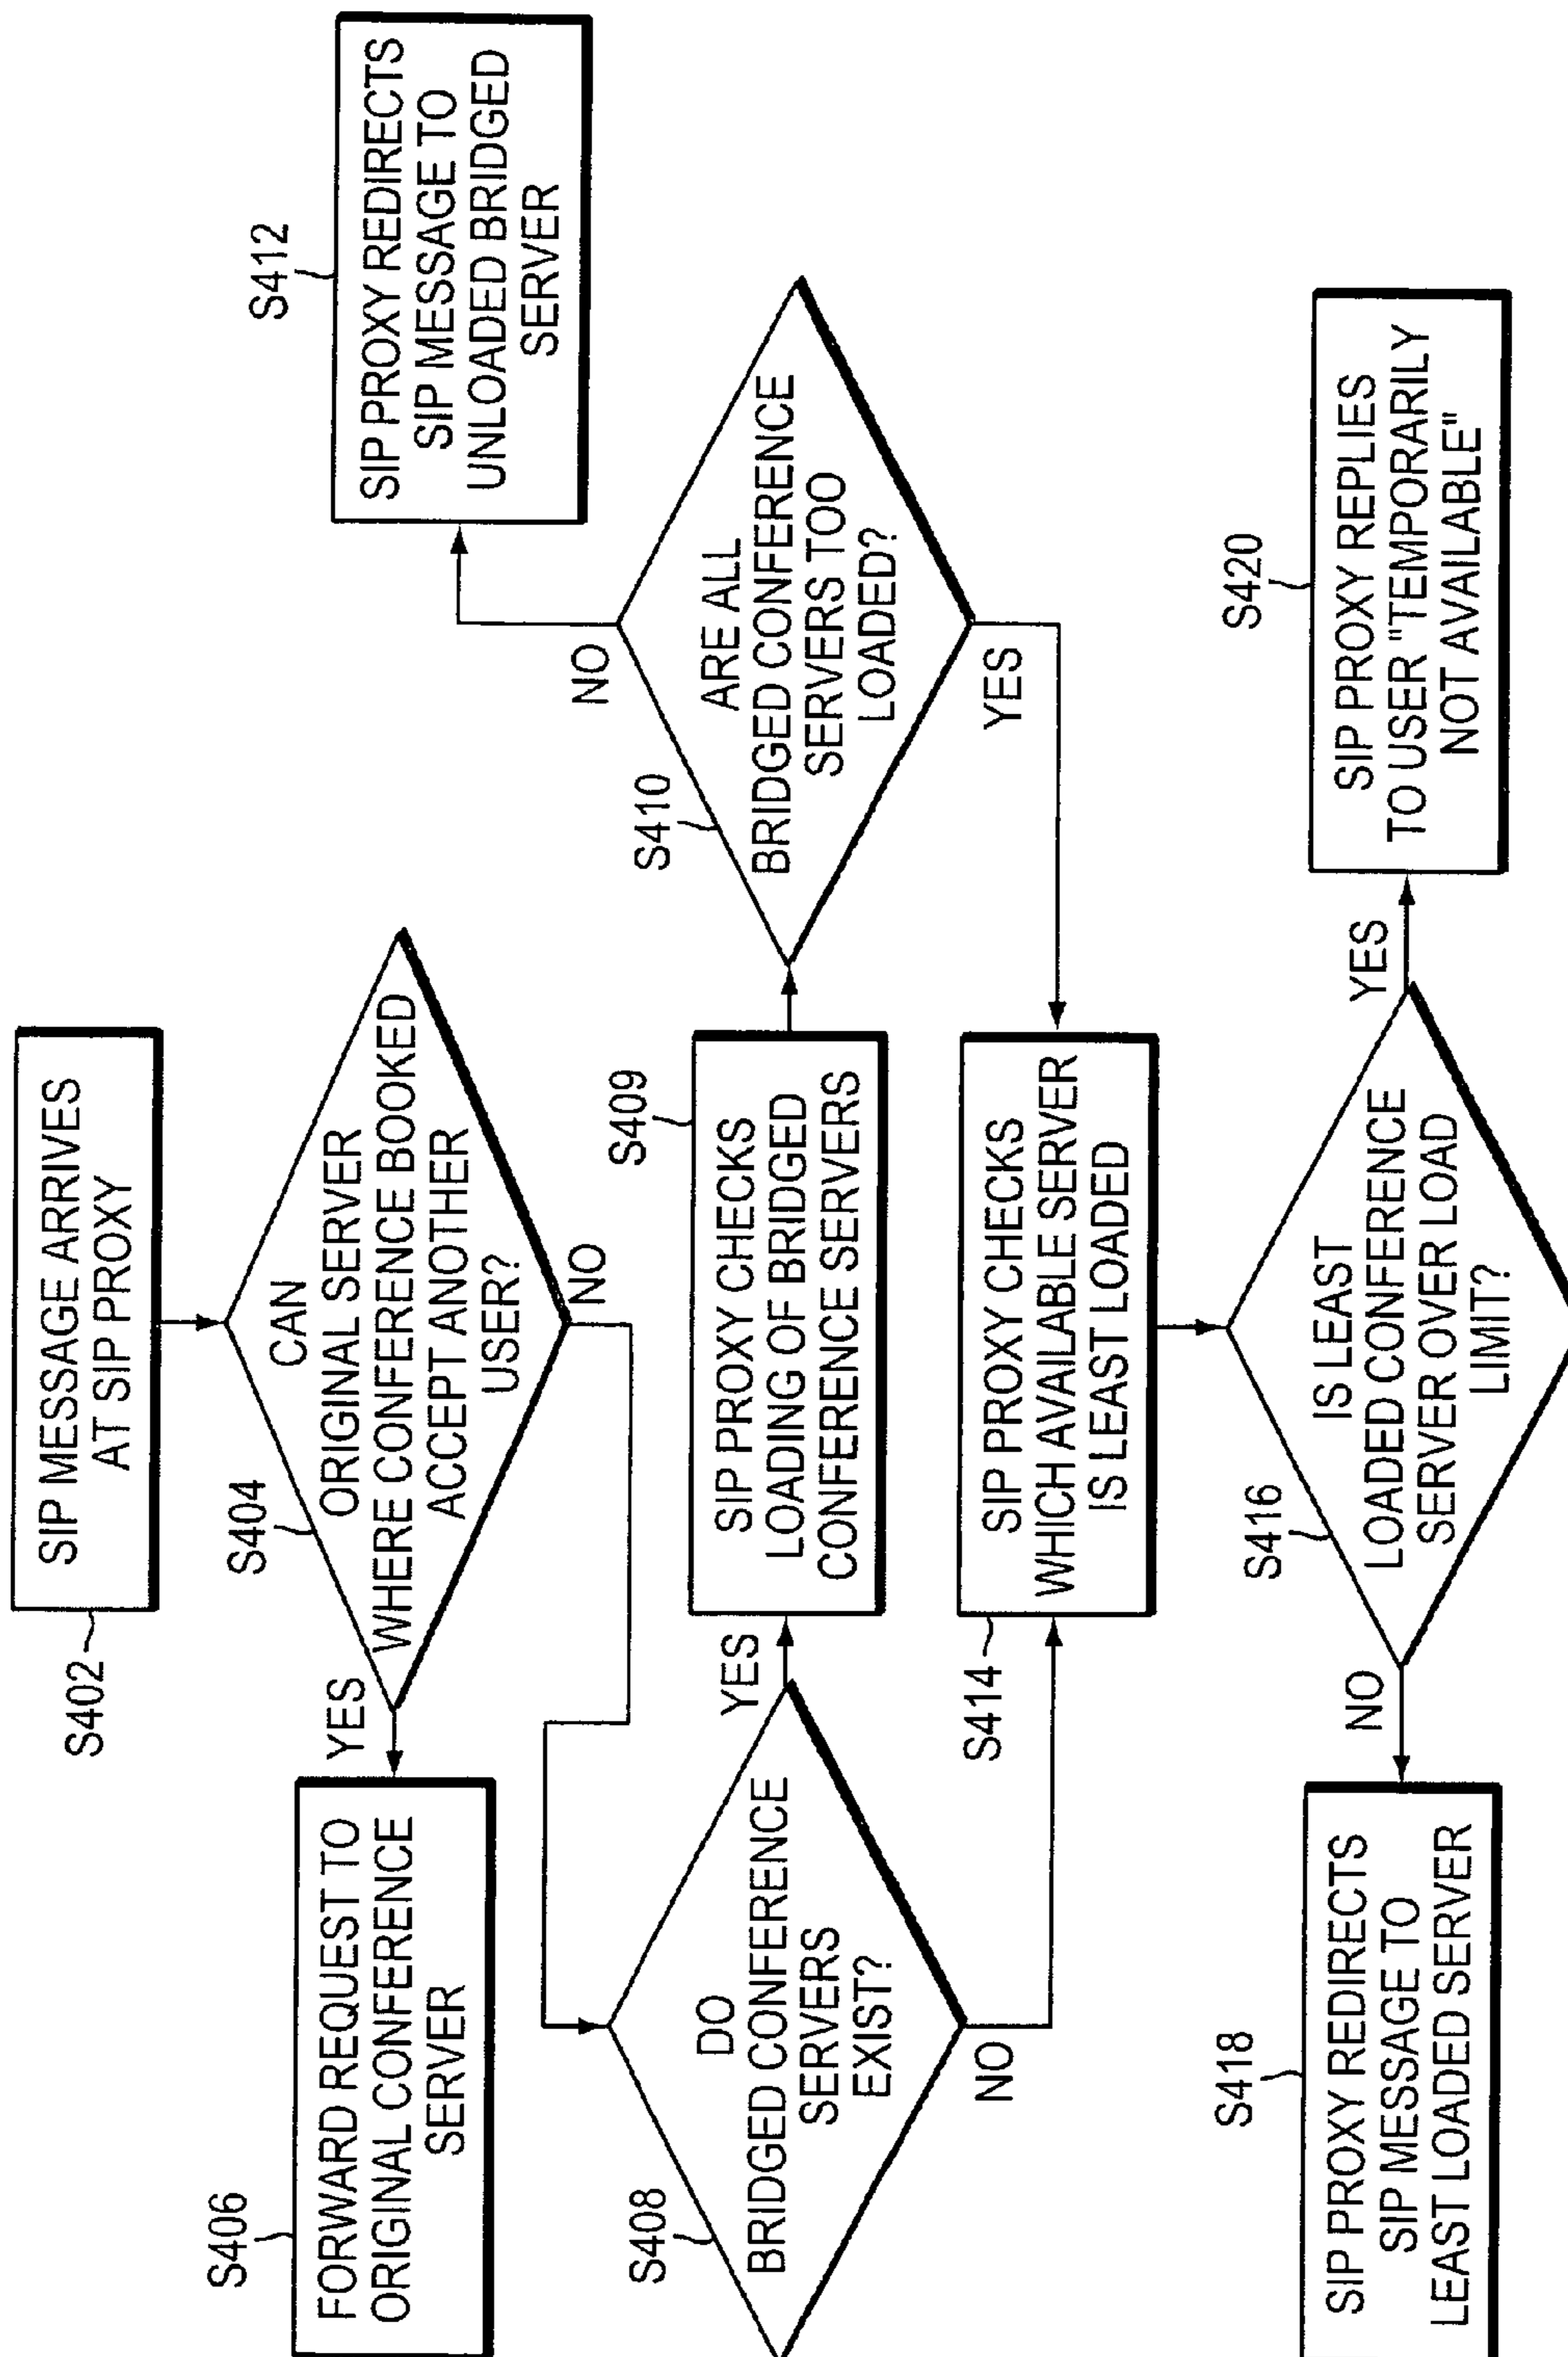 SIP MESSAGE ARRIVES
AT SIP PROXY
S402
CAN
ORIGINAL SERVER
WHERE CONFERENCE BOOKED
ACCEPT ANOTHER
USER?
S404
YES
NO
S406
FORWARD REQUEST TO
ORIGINAL CONFERENCE
SERVER
S408
DO
BRIDGED CONFERENCE
SERVERS
EXIST?
YES
NO
S409
SIP PROXY CHECKS
LOADING OF BRIDGED
CONFERENCE SERVERS
S410
ARE ALL
BRIDGED CONFERENCE
SERVERS TOO
LOADED?
NO
YES
S412
SIP PROXY REDIRECTS
SIP MESSAGE TO
UNLOADED BRIDGED
SERVER
S414
SIP PROXY CHECKS
WHICH AVAILABLE SERVER
IS LEAST LOADED
S416
IS LEAST
LOADED CONFERENCE
SERVER OVER LOAD
LIMIT?
NO
YES
S418
SIP PROXY REDIRECTS
SIP MESSAGE TO
LEAST LOADED SERVER
S420
SIP PROXY REPLIES
TO USER "TEMPORARILY
NOT AVAILABLE"